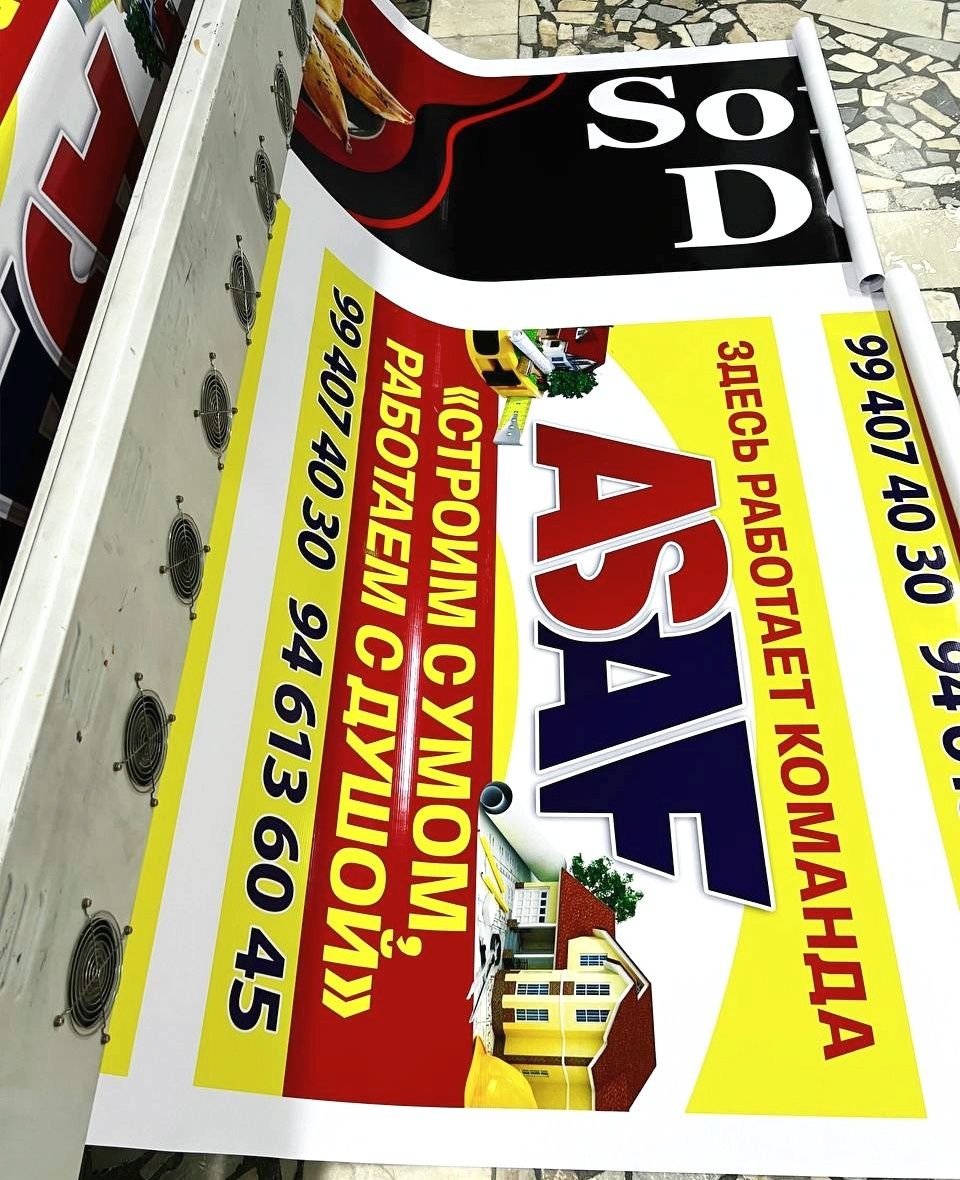 So
D
ЗДЕСЬ РАБОТАЕТ КОМАНДА
ASAF
«СТРОИМ С УМОМ,
РАБОТАЕМ С ДУШОЙ»
99 407 40 30 94 613 60 45
99 407 40 30 94